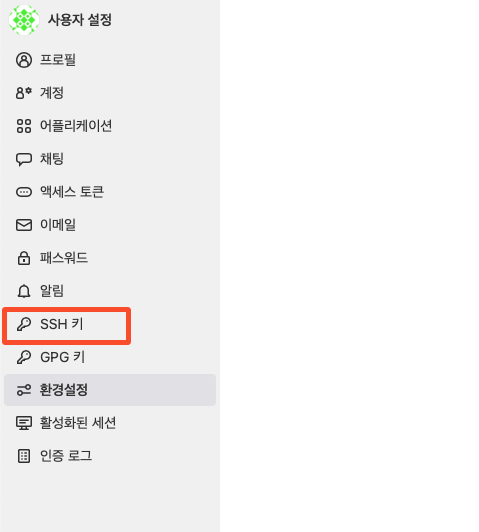 사용자 설정
프로필
계정
어플리케이션
채팅
액세스 토큰
이메일
패스워드
알림
SSH 키
GPG 키
환경설정
활성화된 세션
인증 로그